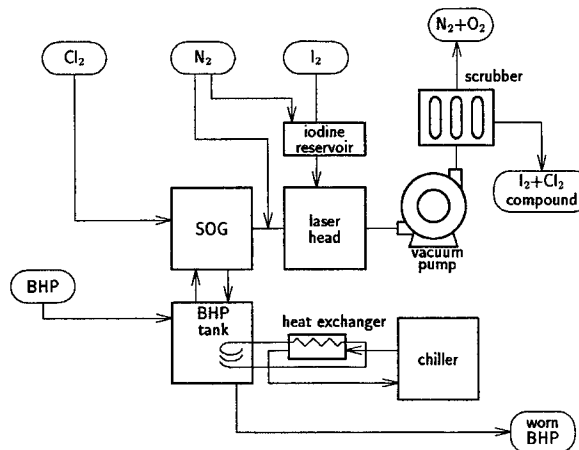 N₂+O₂
Cl₂
N₂
I₂
scrubber
iodine
reservoir
I₂+Cl₂
compound
SOG
laser
head
vacuum
pump
BHP
BHP
tank
heat exchanger
chiller
worn
BHP